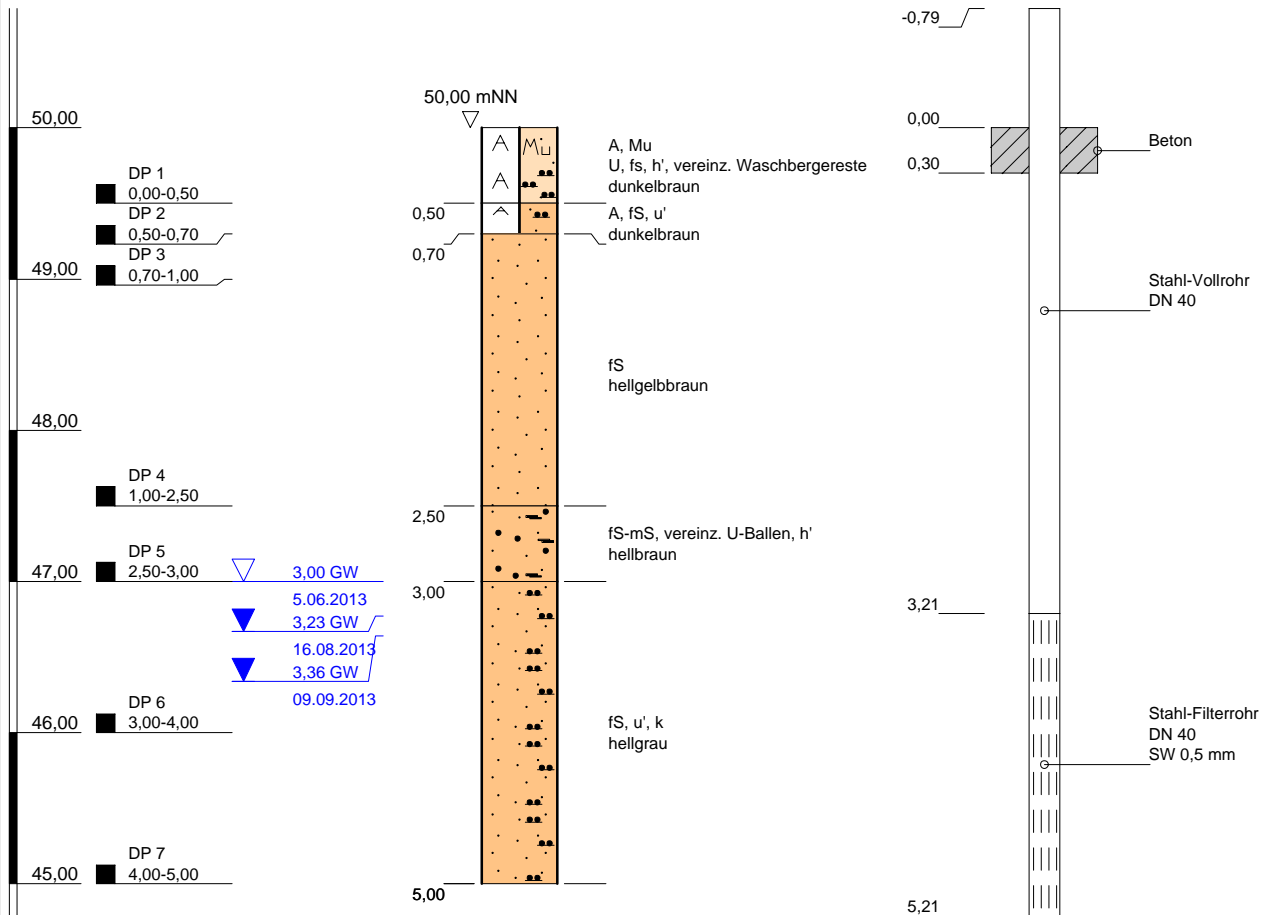 50,00
49,00
48,00
47,00
46,00
45,00
DP 1
0,00-0,50
DP 2
0,50-0,70
DP 3
0,70-1,00
DP 4
1,00-2,50
DP 5
2,50-3,00
DP 6
3,00-4,00
DP 7
4,00-5,00
3,00 GW
5.06.2013
3,23 GW
16.08.2013
3,36 GW
09.09.2013
50,00 mNN
A
Mu
A
A
0,50
0,70
2,50
3,00
5,00
A, Mu
U, fs, h', vereinz. Waschbergereste
dunkelbraun
A, fS, u'
dunkelbraun
fS
hellgelbbraun
fS-mS, vereinz. U-Ballen, h'
hellbraun
fS, u', k
hellgrau
-0,79
0,00
0,30
3,21
5,21
Beton
Stahl-Vollrohr
DN 40
Stahl-Filterrohr
DN 40
SW 0,5 mm